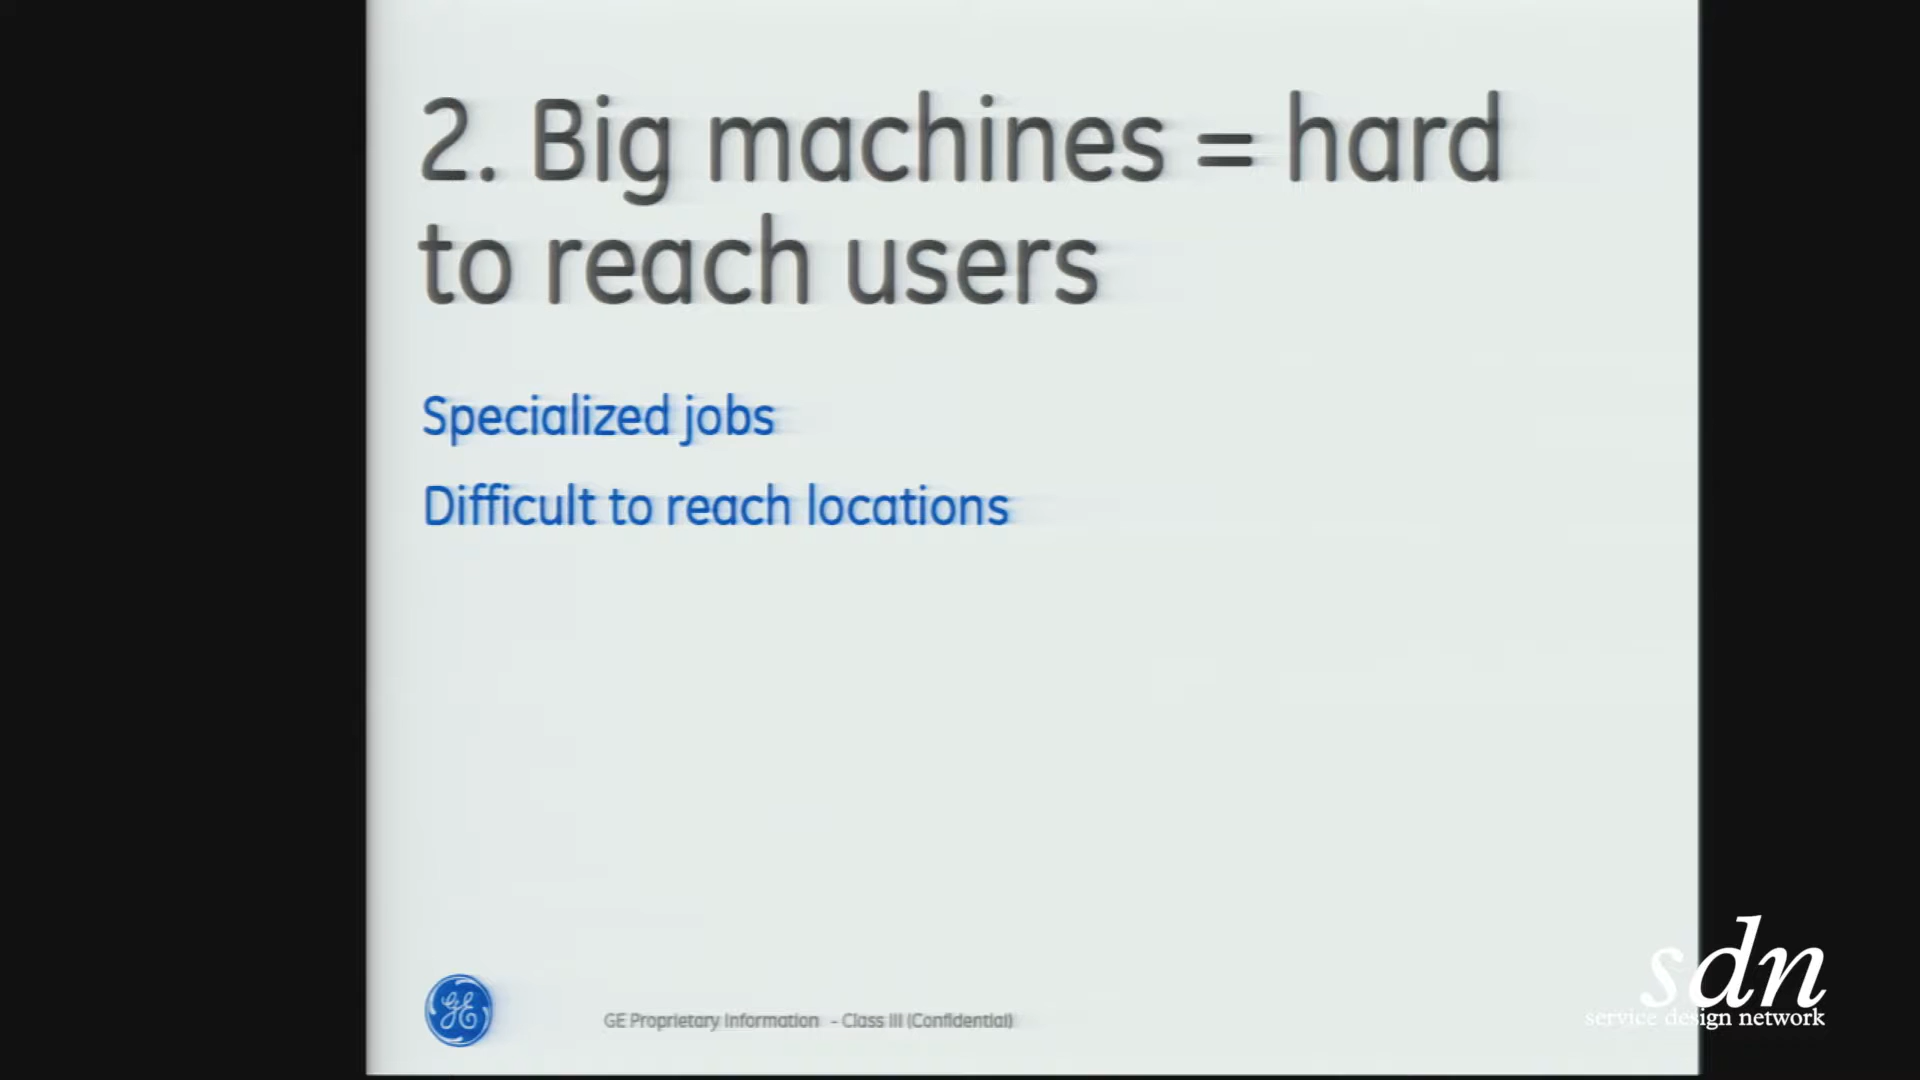 2. Big machines = hard
to reach users
Specialized jobs
Difficult to reach locations
GE
GE Proprietary Information - Class III (Confidential)
sdn
service design network